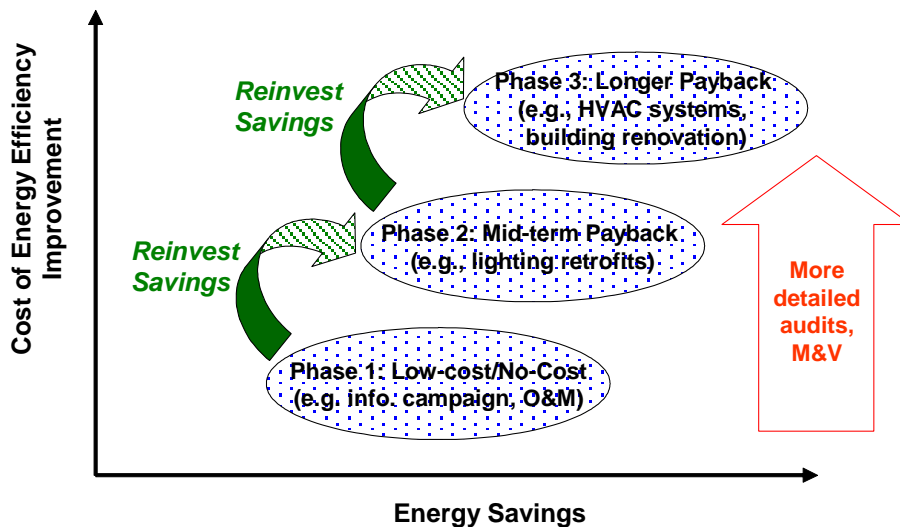 Cost of Energy Efficiency
Improvement
Reinvest
Savings
Phase 3: Longer Payback
(e.g., HVAC systems,
building renovation)
Reinvest
Savings
Phase 2: Mid-term Payback
(e.g., lighting retrofits)
More
detailed
audits,
M&V
Phase 1: Low-cost/No-Cost
(e.g. info. campaign, O&M)
Energy Savings